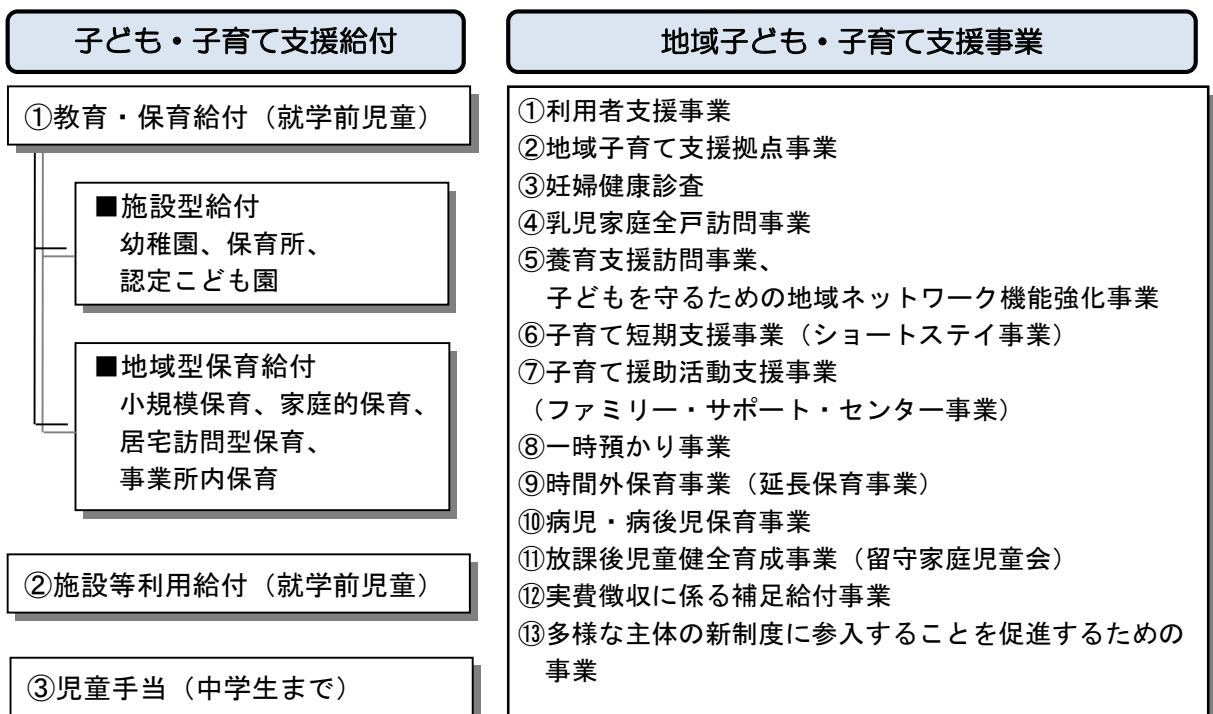 子ども・子育て支援給付
①教育・保育給付（就学前児童）
■施設型給付
幼稚園、保育所、
認定こども園
■地域型保育給付
小規模保育、家庭的保育、
居宅訪問型保育、
事業所内保育
②施設等利用給付（就学前児童）
③児童手当（中学生まで）
地域子ども・子育て支援事業
①利用者支援事業
②地域子育て支援拠点事業
③妊婦健康診査
④乳児家庭全戸訪問事業
⑤養育支援訪問事業、
子どもを守るための地域ネットワーク機能強化事業
⑥子育て短期支援事業（ショートステイ事業）
⑦子育て援助活動支援事業
（ファミリー・サポート・センター事業）
⑧一時預かり事業
⑨時間外保育事業（延長保育事業）
⑩病児・病後児保育事業
⑪放課後児童健全育成事業（留守家庭児童会）
⑫実費徴収に係る補足給付事業
⑬多様な主体の新制度に参入することを促進するための
事業